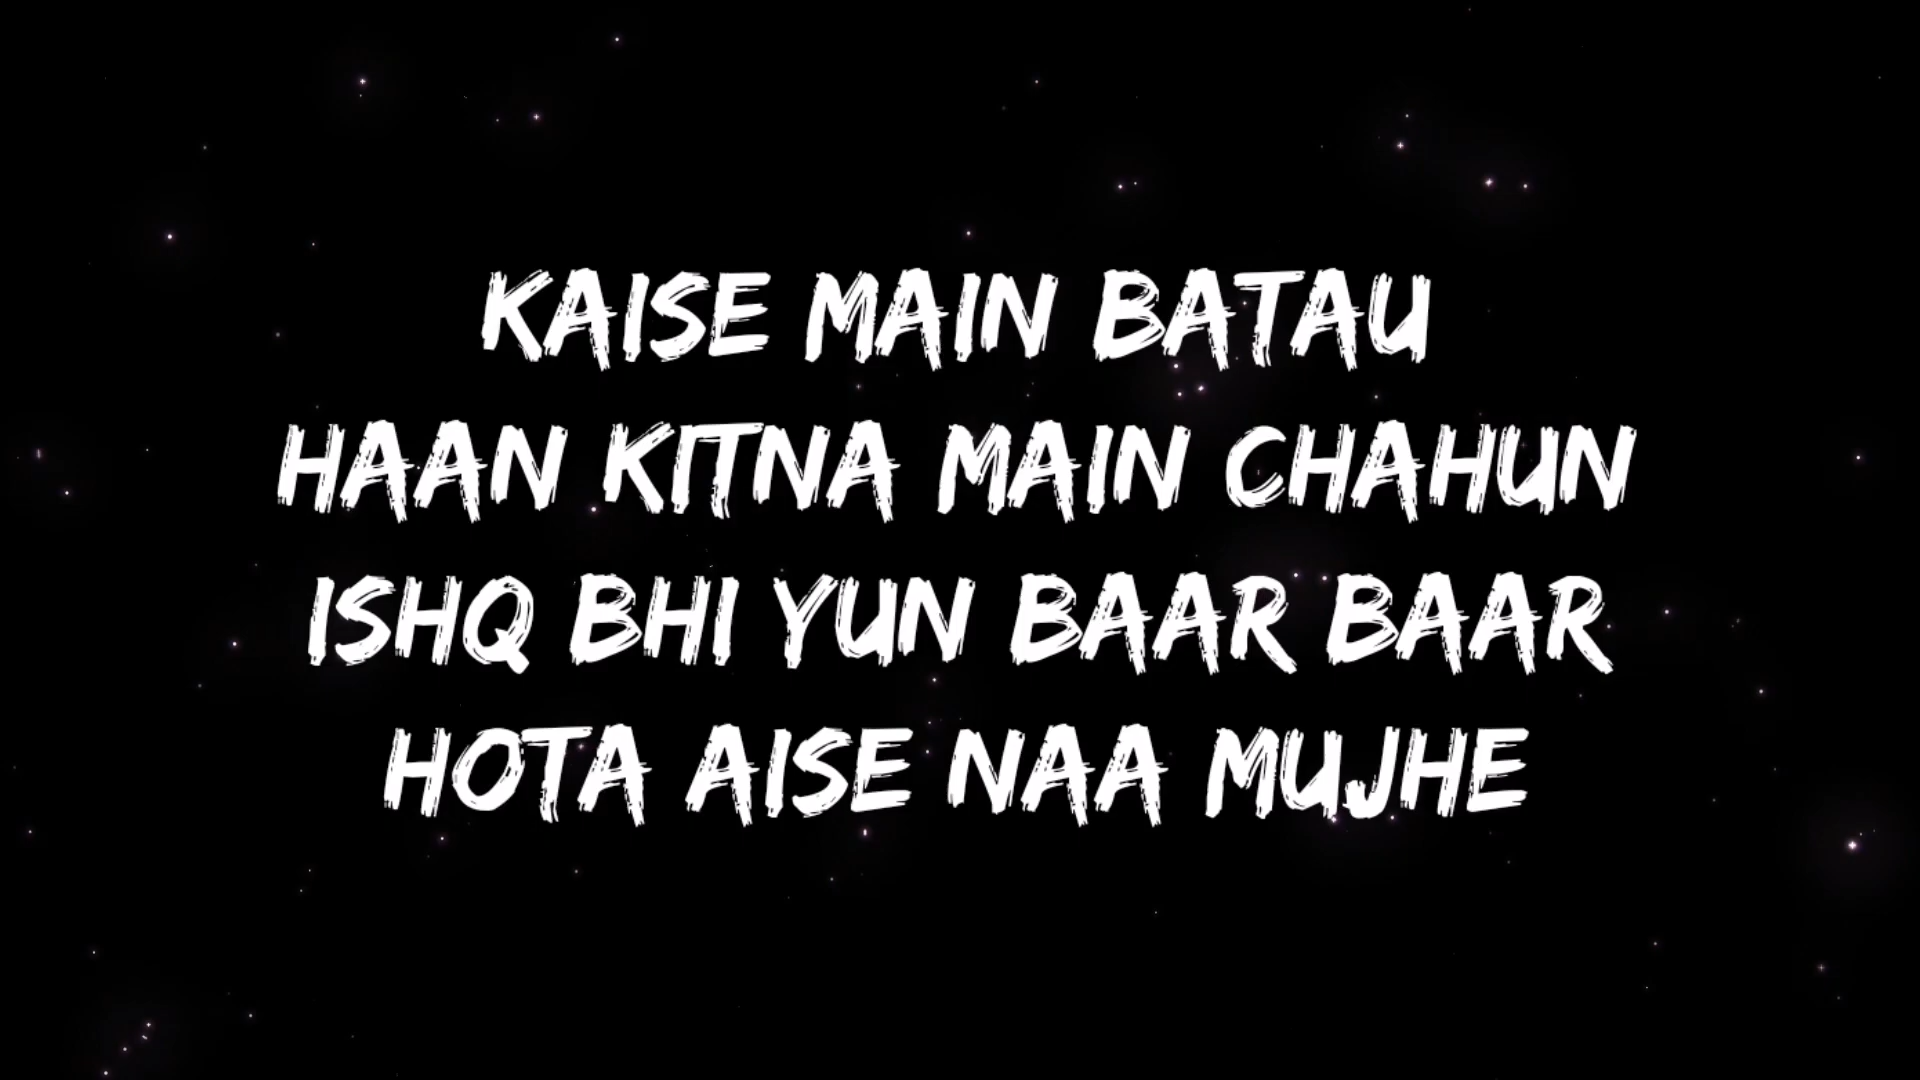 KAISE MAIN BATAU
HAAN KITNA MAIN CHAHUN
ISHQ BHI YUN BAAR BAAR
HOTA AISE NAA MUJHE